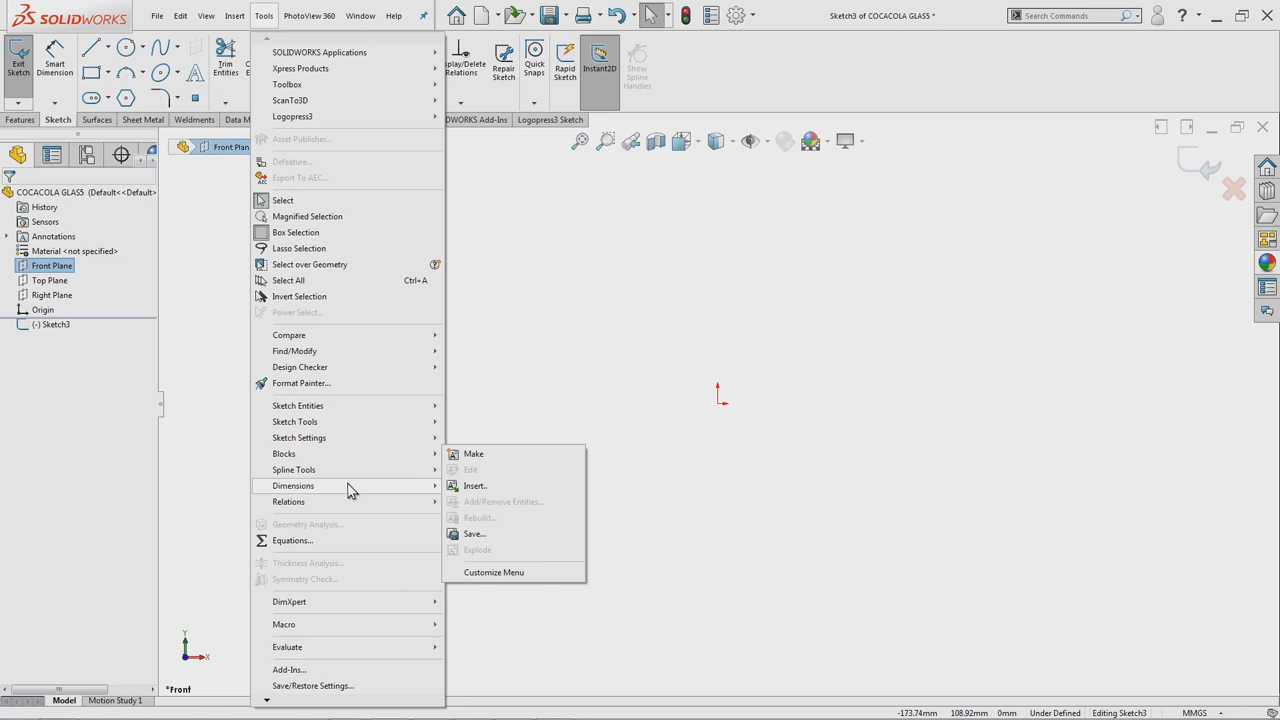 SOLIDWORKS
File Edit View Insert Tools PhotoView 360 Window Help
Sketch3 of COCACOLA GLASS *
Search Commands
Exit Sketch
Smart Dimension
Trim Entities
Display/Delete Relations
Repair Sketch
Quick Snaps
Rapid Sketch
Instant2D
Show Spline Handles
Features Sketch Surfaces Sheet Metal Weldments Data M
DWORKS Add-Ins Logopress3 Sketch
Front Plan
COCACOLA GLASS (Default<<Default>
History
Sensors
Annotations
Material <not specified>
Front Plane
Top Plane
Right Plane
Origin
(-) Sketch3
SOLIDWORKS Applications
Xpress Products
Toolbox
ScanTo3D
Logopress3
Asset Publisher...
Defeature...
Export To AEC...
Select
Magnified Selection
Box Selection
Lasso Selection
Select over Geometry
Select All Ctrl+A
Invert Selection
Power Select...
Compare
Find/Modify
Design Checker
Format Painter...
Sketch Entities
Sketch Tools
Sketch Settings
Blocks
Spline Tools
Dimensions
Relations
Geometry Analysis...
Equations...
Thickness Analysis...
Symmetry Check...
DimXpert
Macro
Evaluate
Add-Ins...
Save/Restore Settings...
Make
Edit
Insert..
Add/Remove Entities...
Rebuild...
Save...
Explode
Customize Menu
Y
X
*Front
Model Motion Study 1
-173.74mm 108.92mm 0mm Under Defined Editing Sketch3 MMGS